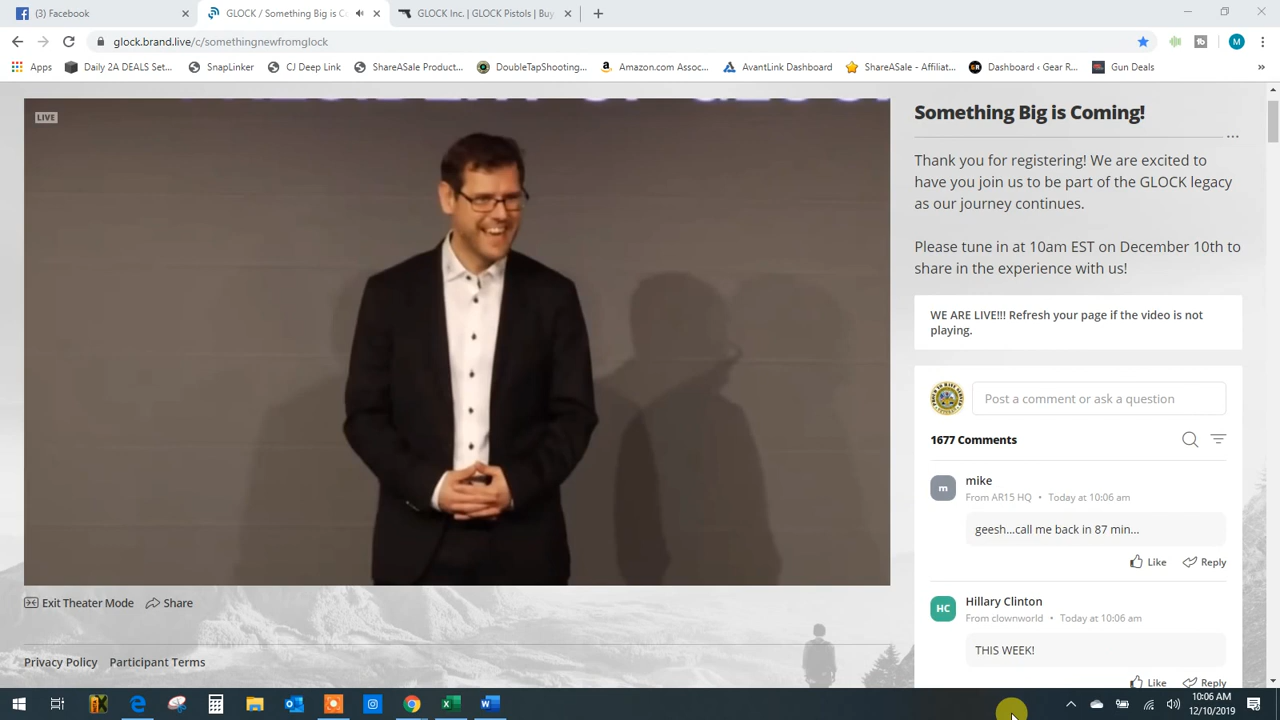 (3) Facebook
GLOCK / Something Big is C
GLOCK Inc. | GLOCK Pistols | Buy
glock.brand.live/c/somethingnewfromglock
M
Apps
Daily 2A DEALS Set...
SnapLinker
CJ Deep Link
ShareASale Product...
DoubleTapShooting...
Amazon.com Assoc...
AvantLink Dashboard
ShareASale - Affiliat...
Dashboard ‹ Gear R...
Gun Deals
LIVE
Something Big is Coming!
Thank you for registering! We are excited to
have you join us to be part of the GLOCK legacy
as our journey continues.
Please tune in at 10am EST on December 10th to
share in the experience with us!
WE ARE LIVE!!! Refresh your page if the video is not
playing.
Post a comment or ask a question
1677 Comments
m
mike
From AR15 HQ • Today at 10:06 am
geesh...call me back in 87 min...
Like Reply
HC
Hillary Clinton
From clownworld • Today at 10:06 am
THIS WEEK!
Like Reply
Exit Theater Mode Share
Privacy Policy Participant Terms
10:06 AM
12/10/2019